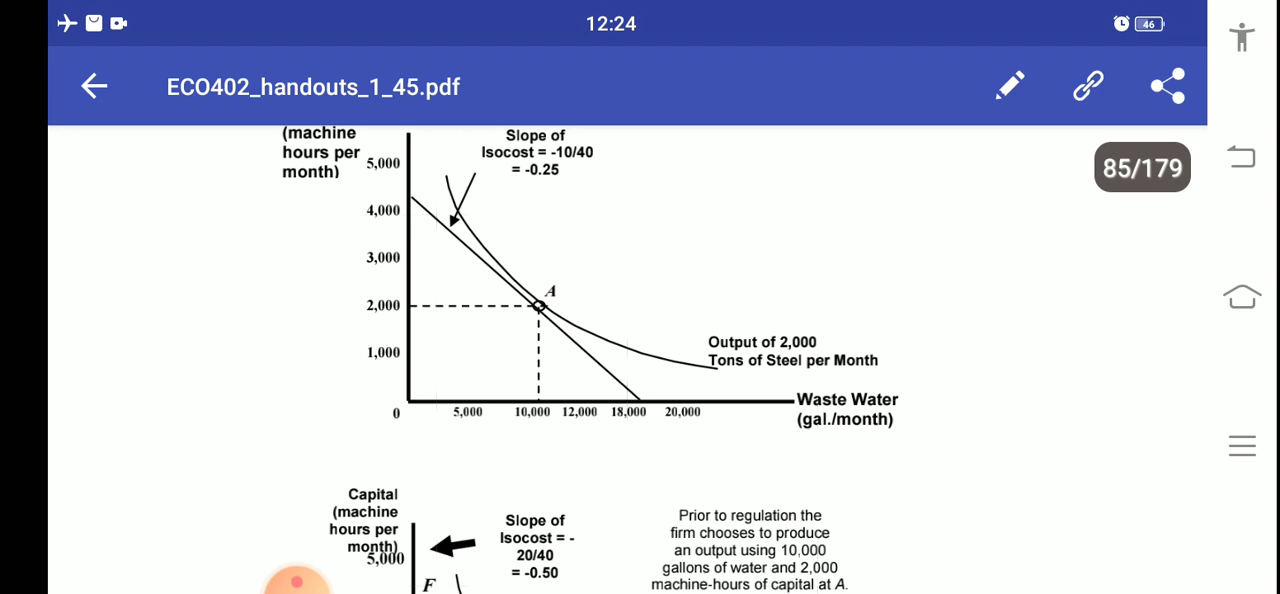 12:24
46
ECO402_handouts_1_45.pdf
85/179
(machine
hours per
month)
Slope of
Isocost = -10/40
= -0.25
5,000
4,000
3,000
2,000
1,000
0
A
Output of 2,000
Tons of Steel per Month
5,000 10,000 12,000 18,000 20,000
Waste Water
(gal./month)
Capital
(machine
hours per
month)
5,000
F
Slope of
Isocost = -
20/40
= -0.50
Prior to regulation the
firm chooses to produce
an output using 10,000
gallons of water and 2,000
machine-hours of capital at A.